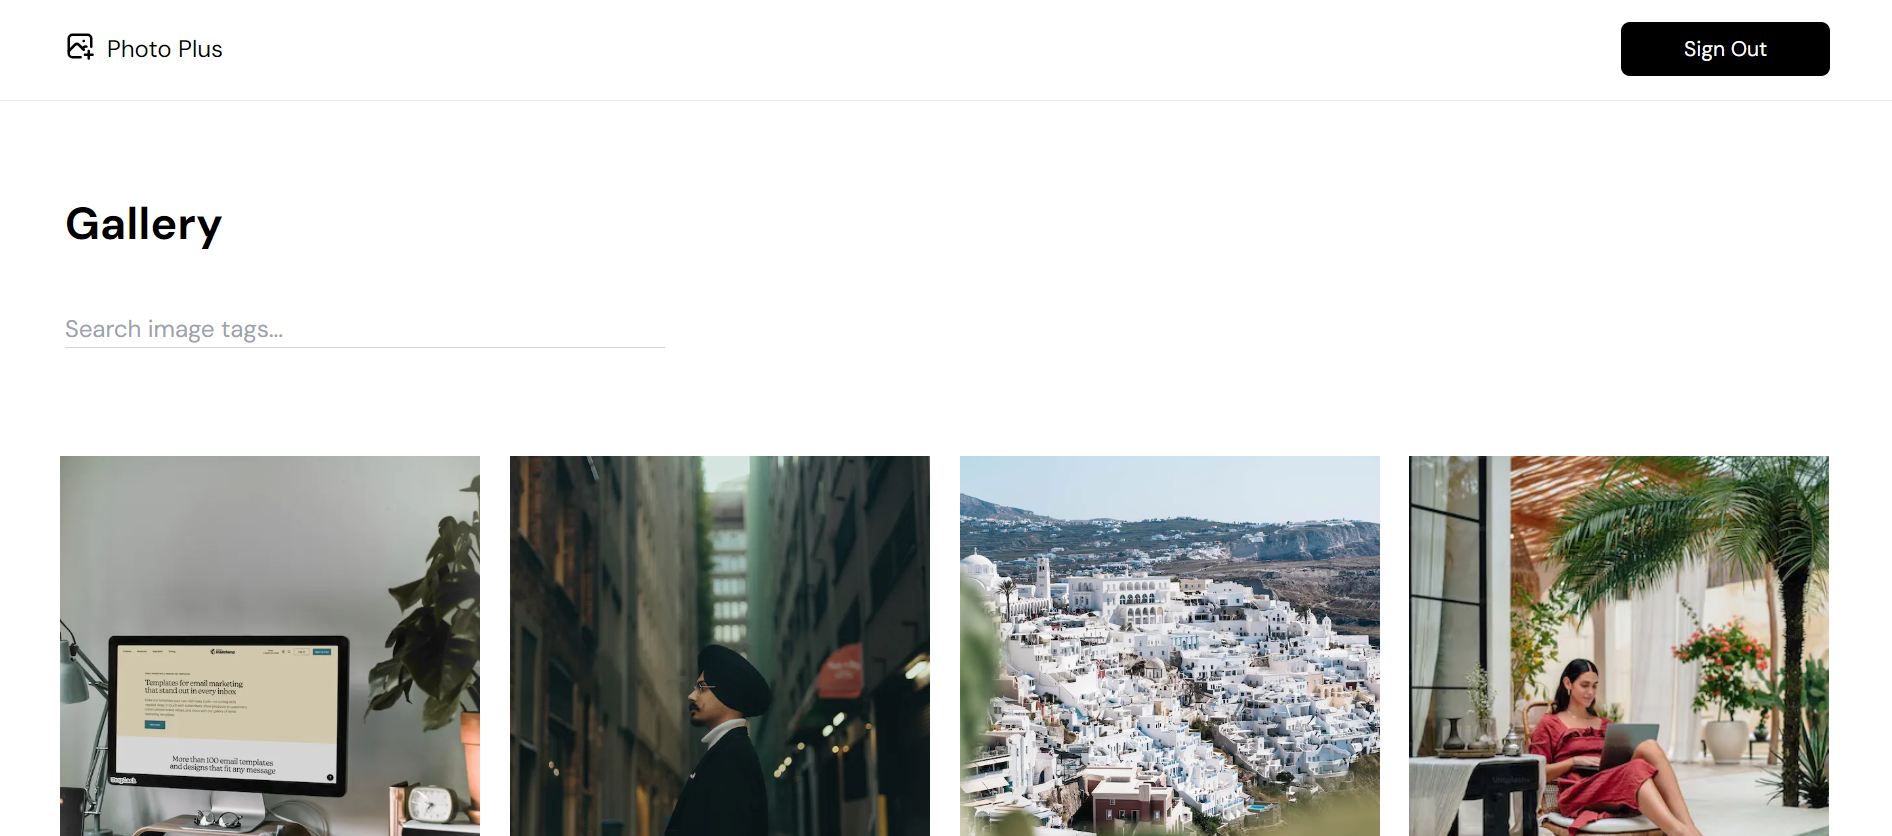 Photo Plus
Sign Out
Gallery
Search image tags...
Templates for email marketing
that stand out in every inbox
More than 100 email templates
and designs that fit any message